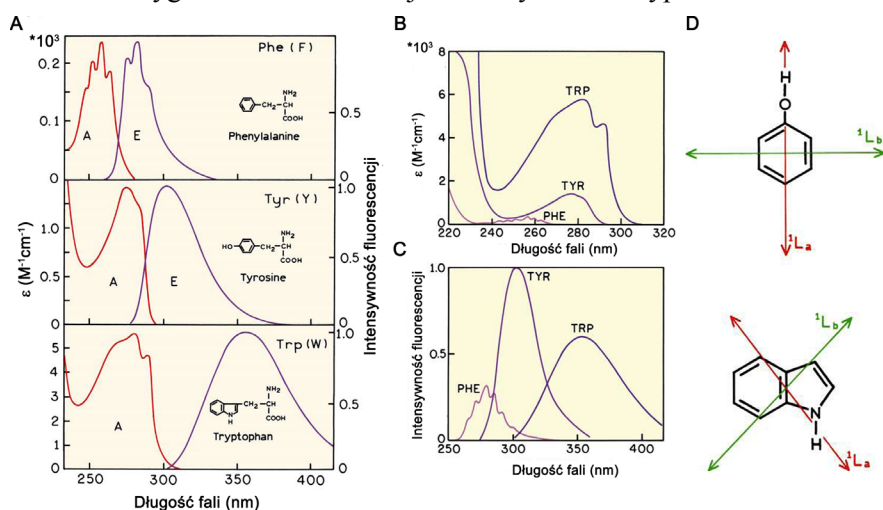 A
×10³
Phe (F)
0,2
0.1
0
0.5
0
A
E
NH₂
CH₂
COOH
Phenylalanine
Tyr (Y)
1.0
0.5
0
1.0
0.5
0
HO
CH₂
NH₂
COOH
Tyrosine
A
E
Trp (W)
5
4
3
2
1
0
1.0
0.5
0
CH₂
NH₂
COOH
N
H
Tryptophan
A
250
300
350
400
Długość fali (nm)
ε (M⁻¹cm⁻¹)
Intensywność fluorescencji
B
×10³
8
6
4
2
0
TRP
TYR
PHE
220
240
260
280
300
320
Długość fali (nm)
ε (M⁻¹cm⁻¹)
C
1.0
0.5
0
TYR
TRP
PHE
250
300
350
400
Długość fali (nm)
Intensywność fluorescencji
D
H
O
¹Lb
¹La
¹Lb
N
H
¹La